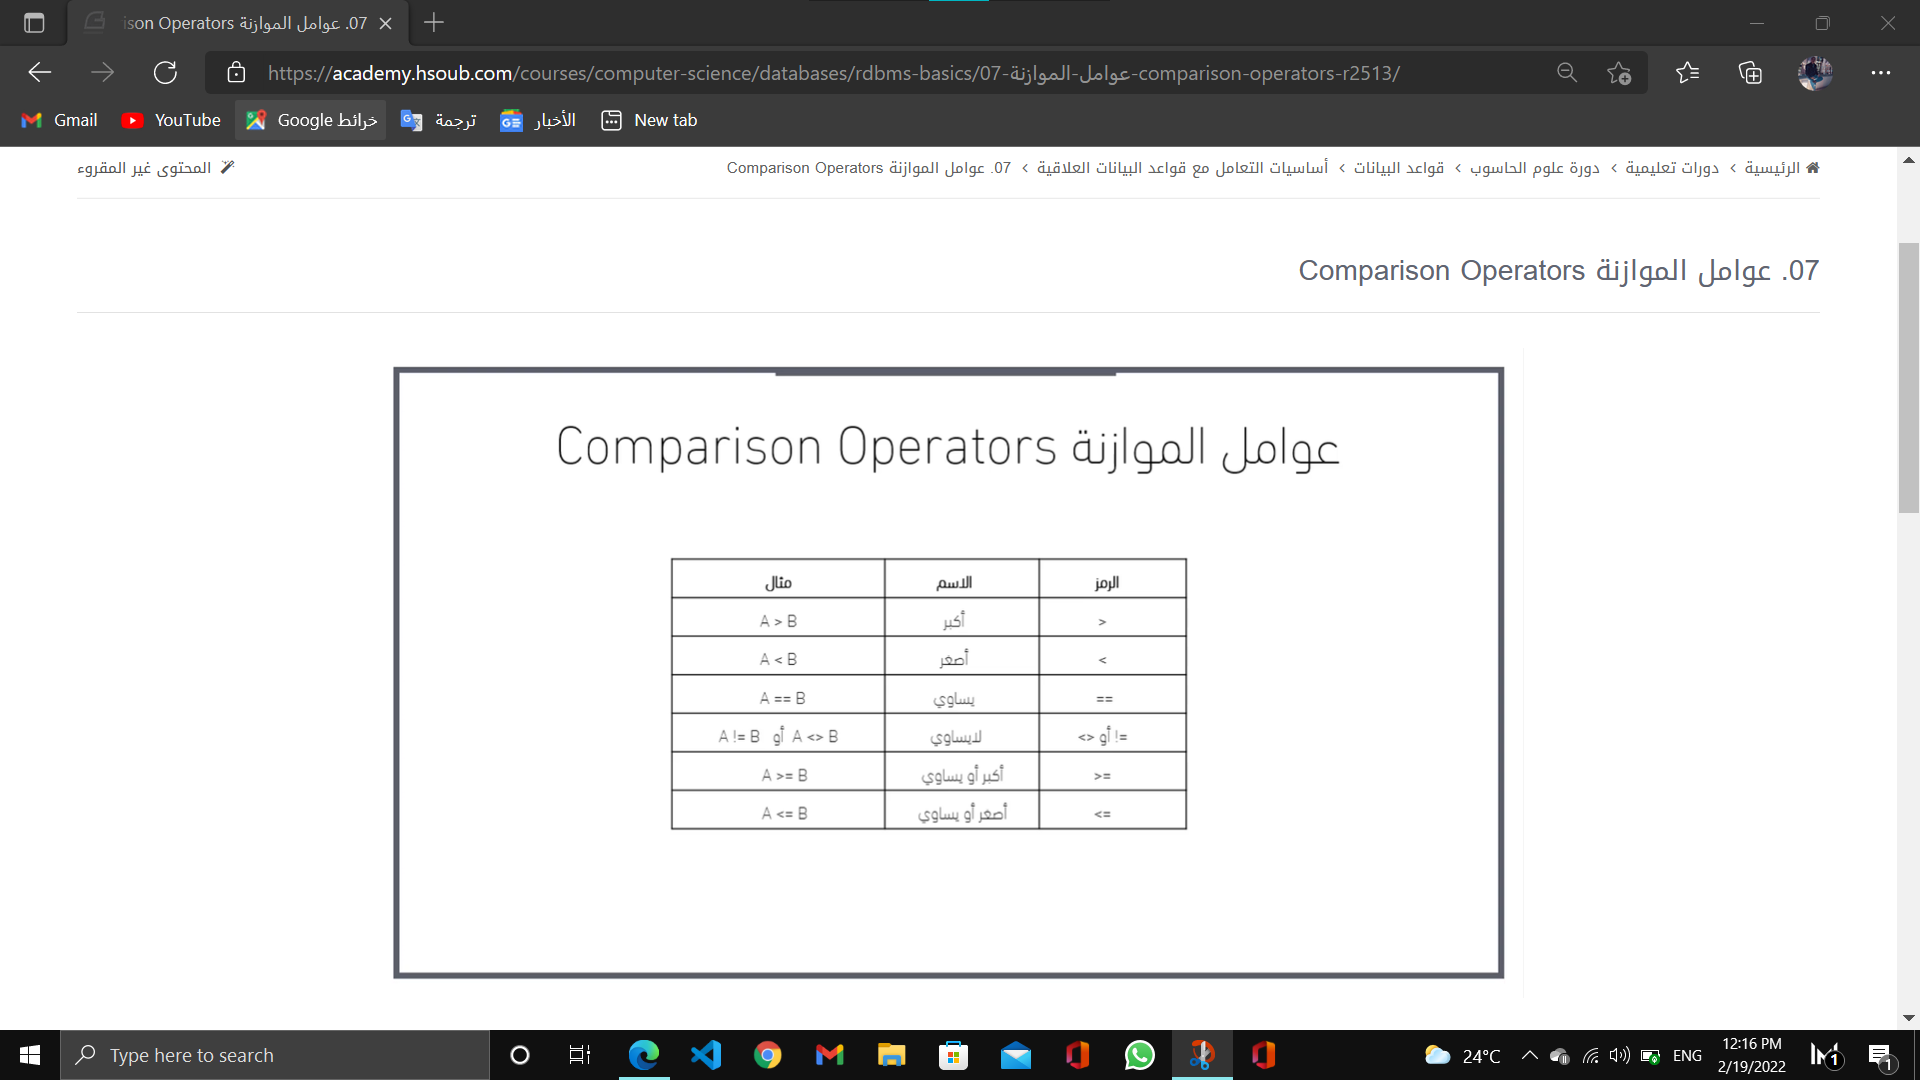 07. عوامل الموازنة ison Operators
https://academy.hsoub.com/courses/computer-science/databases/rdbms-basics/07-عوامل-الموازنة-comparison-operators-r2513/
Gmail YouTube خرائط Google ترجمة الأخبار New tab
الرئيسية › دورات تعليمية › دورة علوم الحاسوب › قواعد البيانات › أساسيات التعامل مع قواعد البيانات العلاقية › 07. عوامل الموازنة Comparison Operators
المحتوى غير المقروء
07. عوامل الموازنة Comparison Operators
عوامل الموازنة Comparison Operators
الرمز الاسم مثال
> أكبر A > B
< أصغر A < B
== يساوي A == B
!= أو <> لايساوي A != B أو A <> B
>= أكبر أو يساوي A >= B
<= أصغر أو يساوي A <= B
Type here to search
24°C ENG 12:16 PM 1 1
2/19/2022